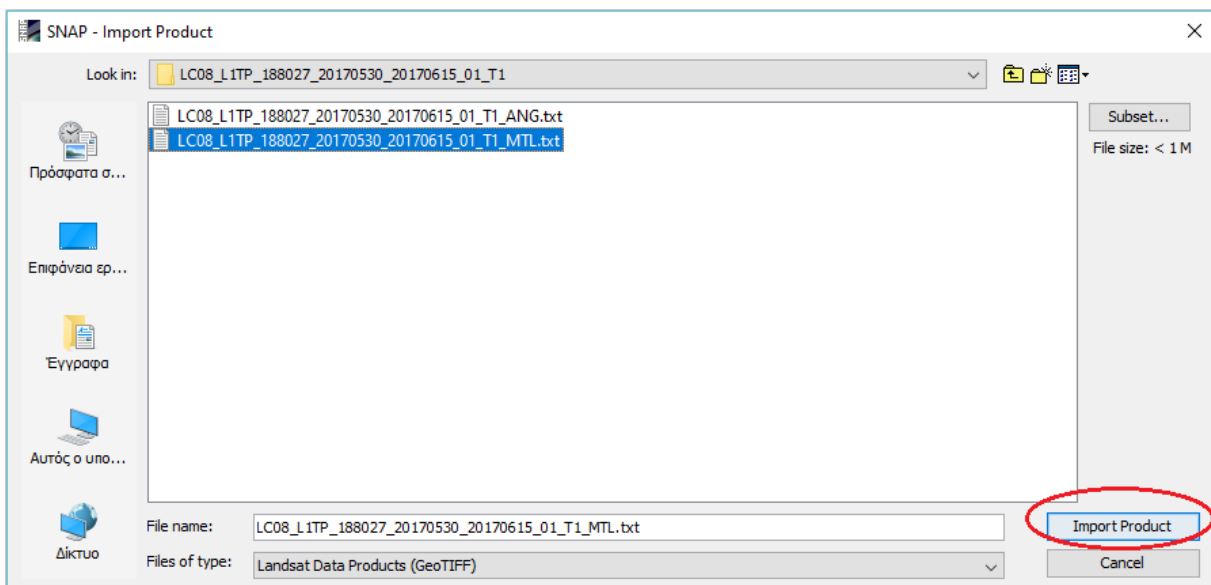 SNAP - Import Product
Look in: LC08_L1TP_188027_20170530_20170615_01_T1
LC08_L1TP_188027_20170530_20170615_01_T1_ANG.txt
LC08_L1TP_188027_20170530_20170615_01_T1_MTL.txt
Subset...
File size: < 1 M
Πρόσφατα σ...
Επιφάνεια ερ...
Έγγραφα
Αυτός ο υπο...
Δίκτυο
File name: LC08_L1TP_188027_20170530_20170615_01_T1_MTL.txt
Import Product
Files of type: Landsat Data Products (GeoTIFF)
Cancel